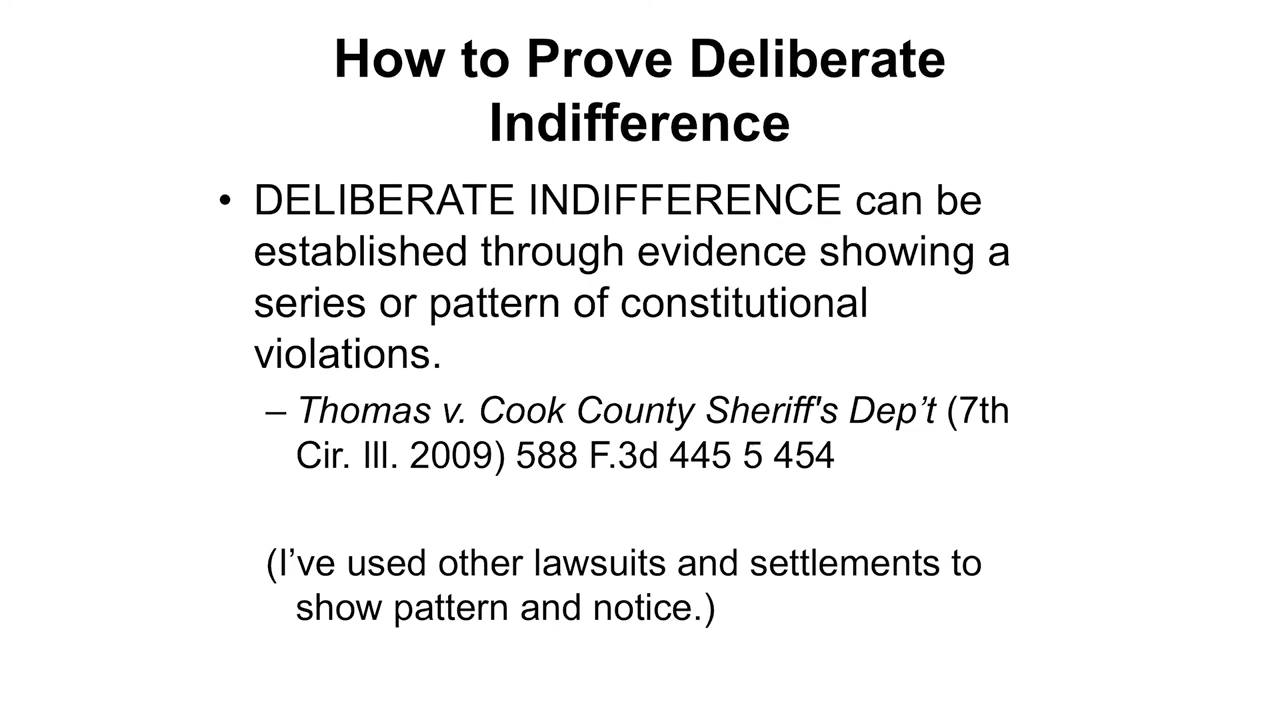 How to Prove Deliberate
Indifference
• DELIBERATE INDIFFERENCE can be
established through evidence showing a
series or pattern of constitutional
violations.
– Thomas v. Cook County Sheriff's Dep’t (7th
Cir. Ill. 2009) 588 F.3d 445 5 454
(I’ve used other lawsuits and settlements to
show pattern and notice.)